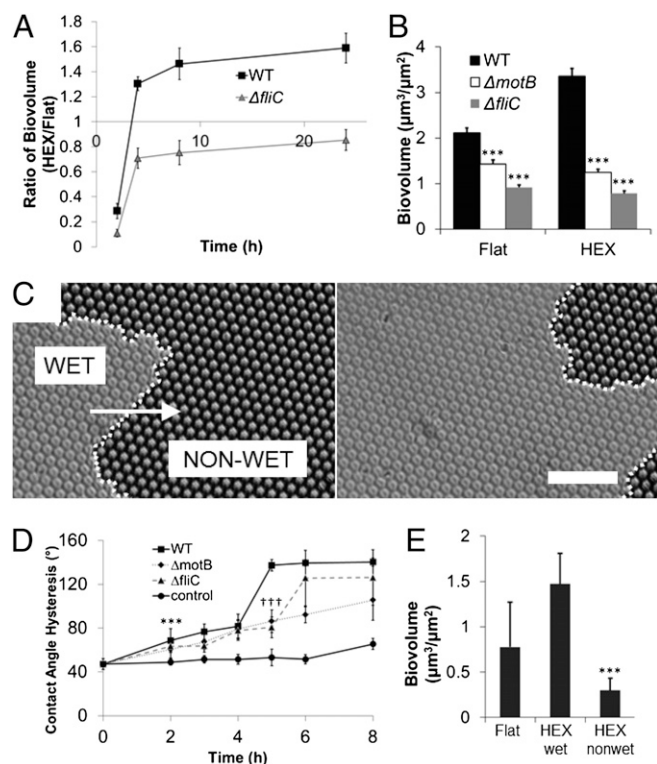 A
1.6
1.4
1.2
1
0.8
0.6
0.4
0.2
0
0 10 20
WT
ΔfliC
Ratio of Biovolume
(HEX/Flat)
Time (h)
B
4
3
2
1
0
Biovolume (µm³/µm²)
WT
ΔmotB
ΔfliC
***
***
***
***
Flat HEX
C
WET
NON-WET
D
160
120
80
40
0
Contact Angle Hysteresis (°)
WT
ΔmotB
ΔfliC
control
***
†††
0 2 4 6 8
Time (h)
E
2
1.5
1
0.5
0
Biovolume
(µm³/µm²)
***
Flat HEX HEX
wet nonwet